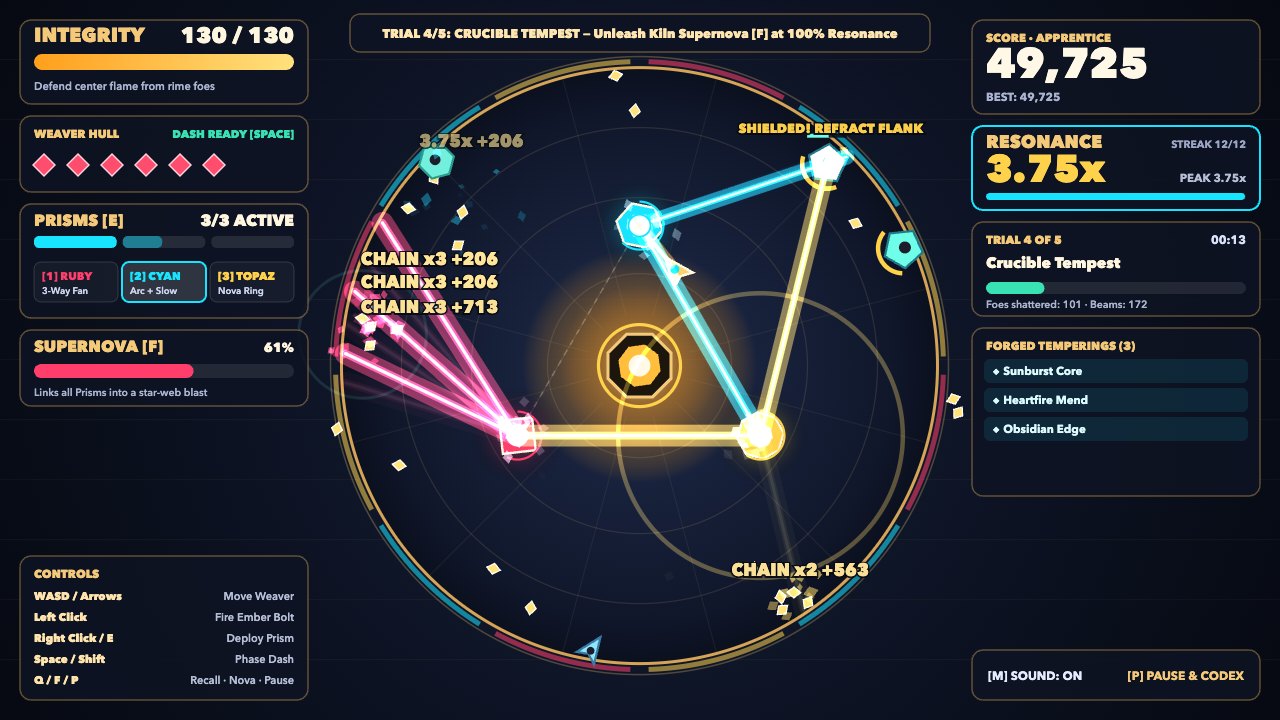 INTEGRITY 130 / 130
Defend center flame from rime foes
WEAVER HULL DASH READY [SPACE]
PRISMS [E] 3/3 ACTIVE
[1] RUBY [2] CYAN [3] TOPAZ
3-Way Fan Arc + Slow Nova Ring
SUPERNOVA [F] 61%
Links all Prisms into a star-web blast
CONTROLS
WASD / Arrows Move Weaver
Left Click Fire Ember Bolt
Right Click / E Deploy Prism
Space / Shift Phase Dash
Q / F / P Recall · Nova · Pause
TRIAL 4/5: CRUCIBLE TEMPEST — Unleash Kiln Supernova [F] at 100% Resonance
3.75x +206
SHIELDED! REFRACT FLANK
CHAIN x3 +206
CHAIN x3 +206
CHAIN x3 +713
CHAIN x2 +563
SCORE · APPRENTICE
49,725
BEST: 49,725
RESONANCE STREAK 12/12
3.75x PEAK 3.75x
TRIAL 4 OF 5 00:13
Crucible Tempest
Foes shattered: 101 · Beams: 172
FORGED TEMPERINGS (3)
◆ Sunburst Core
◆ Heartfire Mend
◆ Obsidian Edge
[M] SOUND: ON [P] PAUSE & CODEX